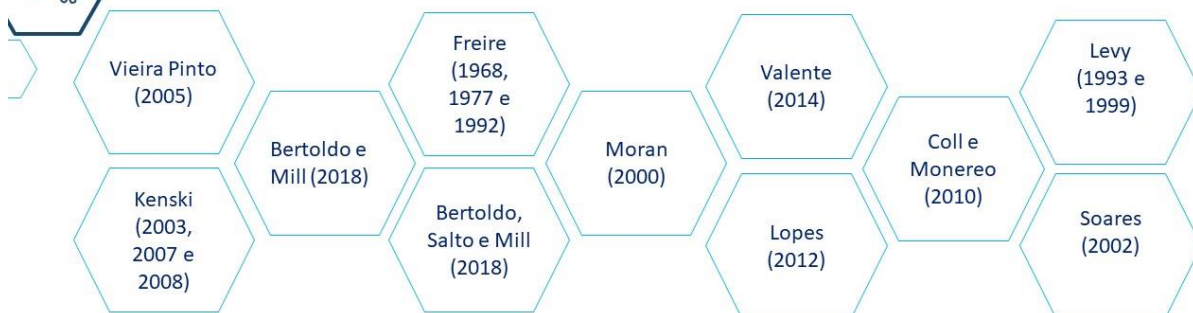 Vieira Pinto
(2005)
Kenski
(2003,
2007 e
2008)
Bertoldo e
Mill (2018)
Freire
(1968,
1977 e
1992)
Bertoldo,
Salto e Mill
(2018)
Moran
(2000)
Valente
(2014)
Lopes
(2012)
Coll e
Monereo
(2010)
Levy
(1993 e
1999)
Soares
(2002)